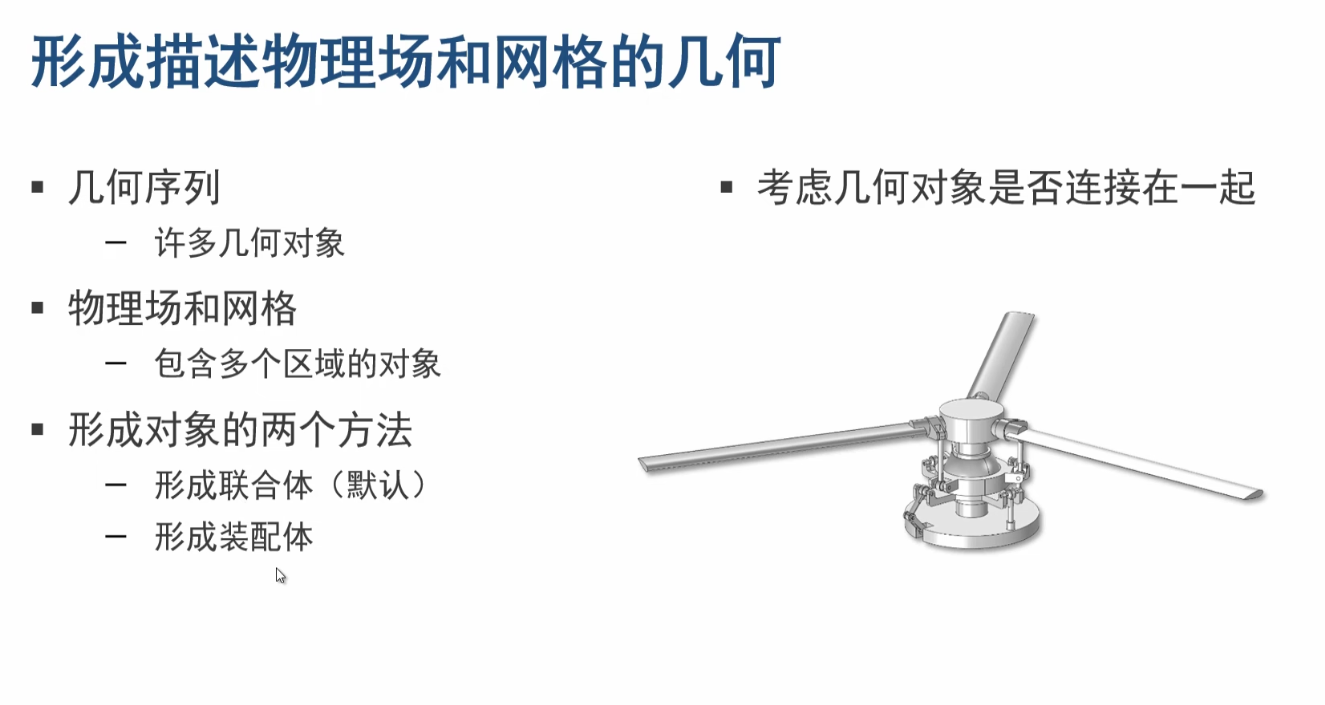 形成描述物理场和网格的几何
▪ 几何序列
– 许多几何对象
▪ 物理场和网格
– 包含多个区域的对象
▪ 形成对象的两个方法
– 形成联合体（默认）
– 形成装配体
▪ 考虑几何对象是否连接在一起